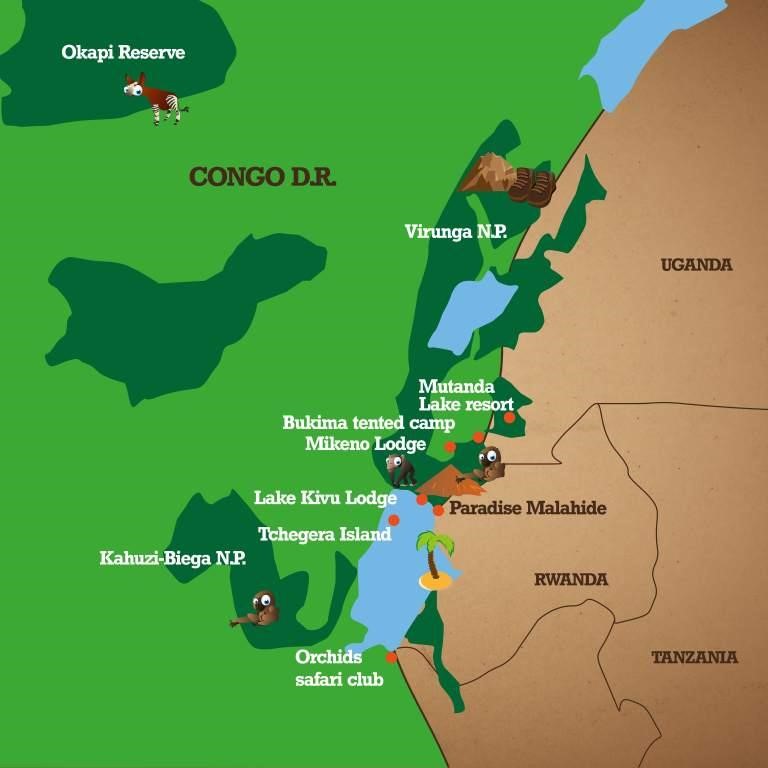 Okapi Reserve
CONGO D.R.
Virunga N.P.
UGANDA
Mutanda
Lake resort
Bukima tented camp
Mikeno Lodge
Lake Kivu Lodge
Paradise Malahide
Tchegera Island
Kahuzi-Biega N.P.
RWANDA
Orchids
safari club
TANZANIA